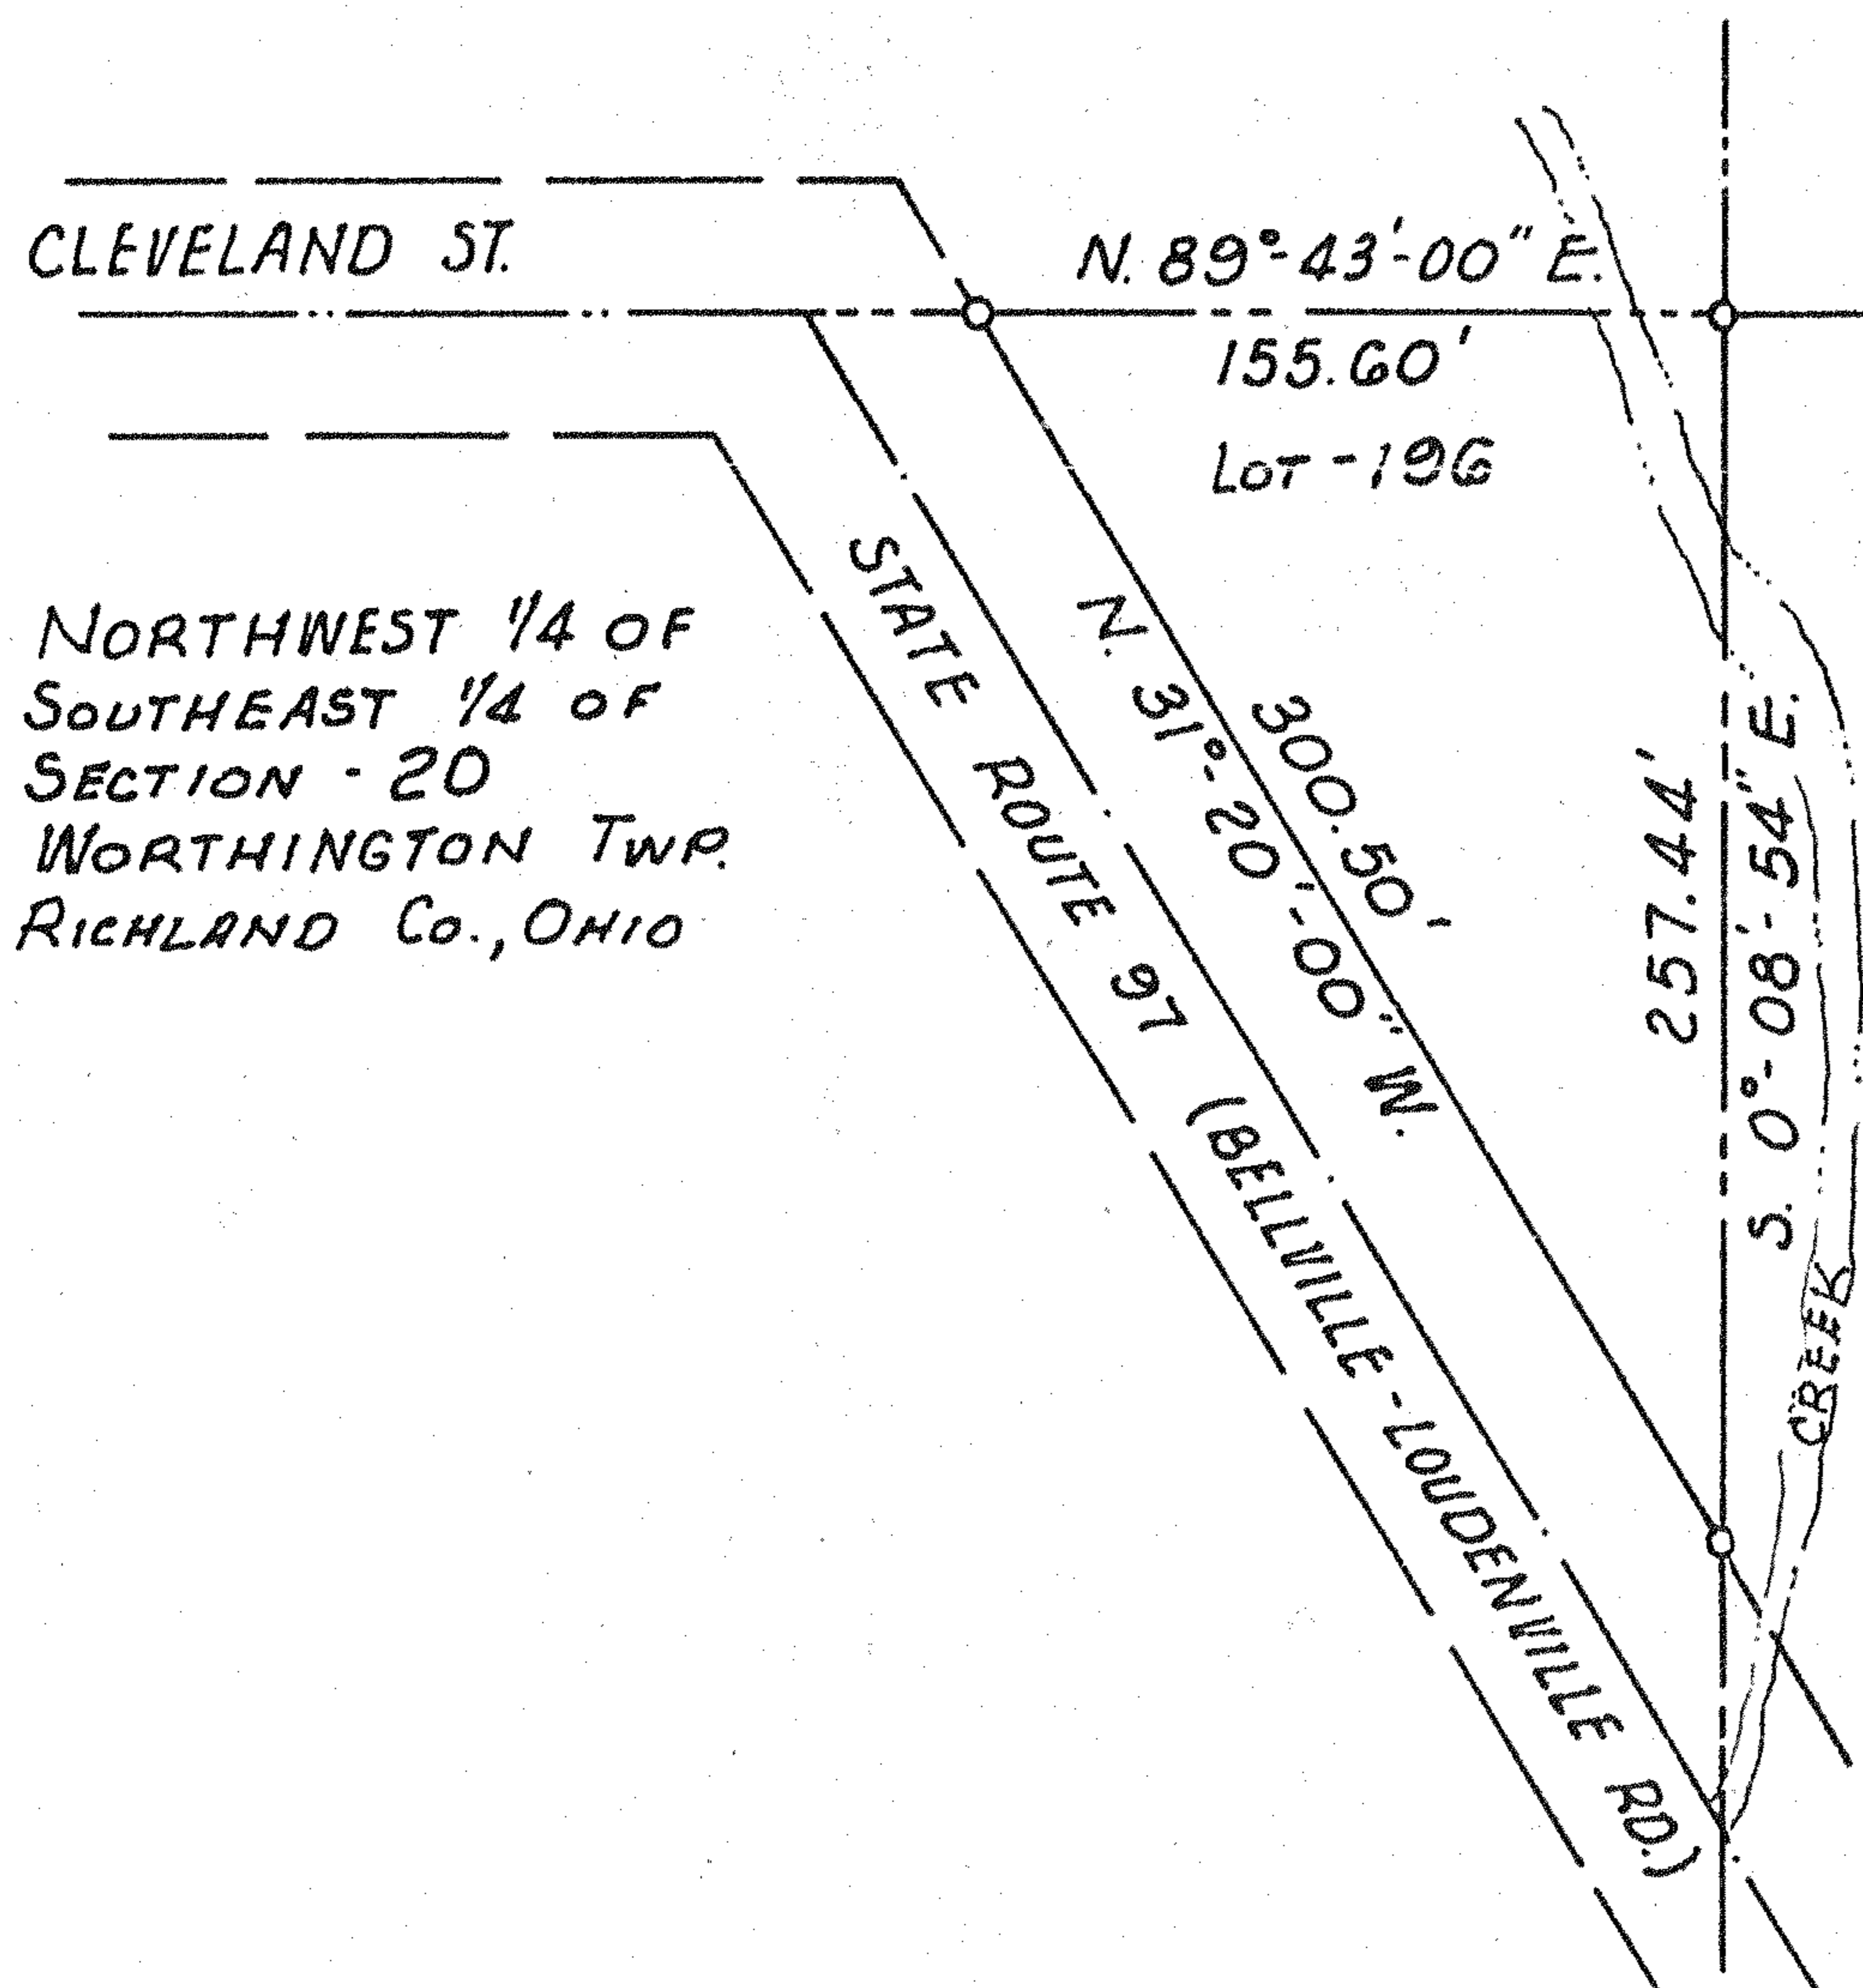 CLEVELAND ST.
N. 89°-43'-00" E.
155.60'
LOT - 196
NORTHWEST 1/4 OF
SOUTHEAST 1/4 OF
SECTION - 20
WORTHINGTON TWP.
RICHLAND CO., OHIO
STATE ROUTE 97 (BELLVILLE - LOUDENVILLE RD.)
N. 31°-20'-00" W.
300.50'
257.44'
S. 0°-08'-54" E.
CREEK